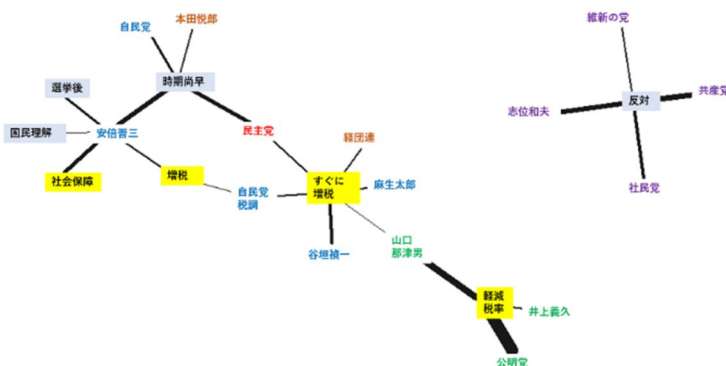 本田悦郎
自民党
維新の党
時期尚早
選挙後
共産党
反対
志位和夫
国民理解
安倍晋三
民主党
経団連
社会保障
増税
すぐに
増税
麻生太郎
自民党
税調
社民党
山口
那津男
谷垣禎一
軽減
税率
井上義久
公明党